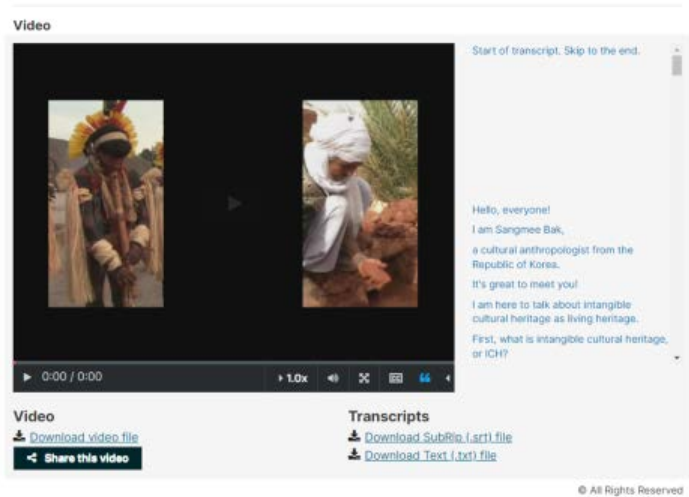 Video
Start of transcript. Skip to the end.
Hello, everyone!
I am Sangmee Bak,
a cultural anthropologist from the
Republic of Korea.
It's great to meet you!
I am here to talk about intangible
cultural heritage as living heritage.
First, what is intangible cultural heritage,
or ICH?
0:00 / 0:00
1.0x
Video
Download video file
Share this video
Transcripts
Download SubRip (.srt) file
Download Text (.txt) file
© All Rights Reserved